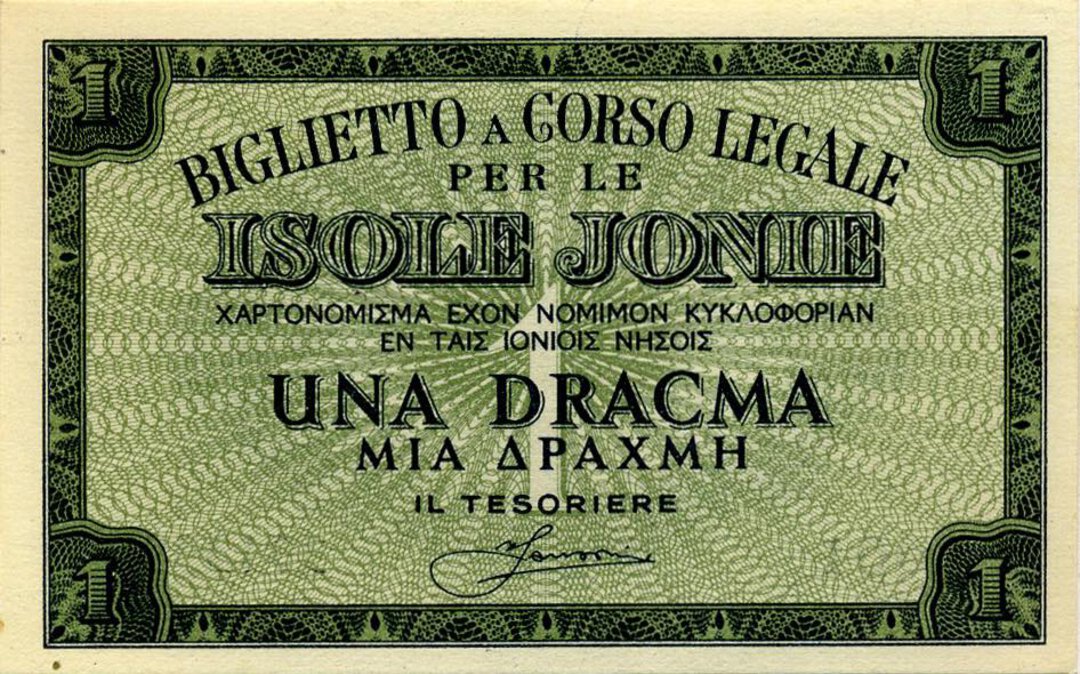 1 1
BIGLIETTO A CORSO LEGALE
PER LE
ISOLE JONIE
ΧΑΡΤΟΝΟΜΙΣΜΑ ΕΧΟΝ ΝΟΜΙΜΟΝ ΚΥΚΛΟΦΟΡΙΑΝ
ΕΝ ΤΑΙΣ ΙΟΝΙΟΙΣ ΝΗΣΟΙΣ
UNA DRACMA
ΜΙΑ ΔΡΑΧΜΗ
IL TESORIERE
1 1